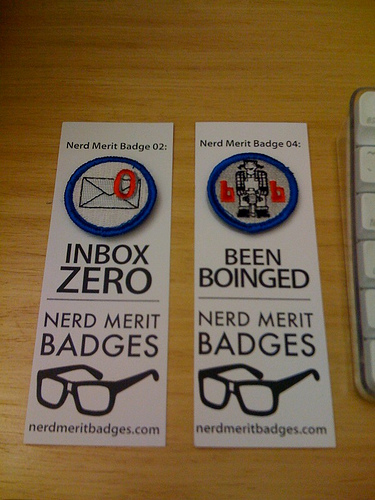 Nerd Merit Badge 02:
0
INBOX
ZERO
NERD MERIT
BADGES
nerdmeritbadges.com
Nerd Merit Badge 04:
b b
BEEN
BOINGED
NERD MERIT
BADGES
nerdmeritbadges.com